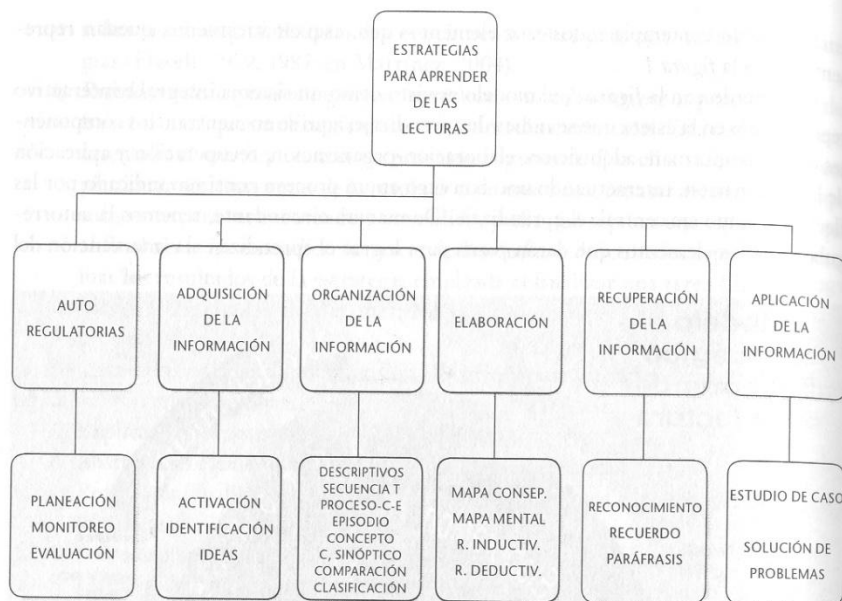 ESTRATEGIAS
PARA APRENDER
DE LAS
LECTURAS
AUTO
REGULATORIAS
ADQUISICIÓN
DE LA
INFORMACIÓN
ORGANIZACIÓN
DE LA
INFORMACIÓN
ELABORACIÓN
RECUPERACIÓN
DE LA
INFORMACIÓN
APLICACIÓN
DE LA
INFORMACIÓN
PLANEACIÓN
MONITOREO
EVALUACIÓN
ACTIVACIÓN
IDENTIFICACIÓN
IDEAS
DESCRIPTIVOS
SECUENCIA T
PROCESO-C-E
EPISODIO
CONCEPTO
C, SINÓPTICO
COMPARACIÓN
CLASIFICACIÓN
MAPA CONSEP.
MAPA MENTAL
R. INDUCTIV.
R. DEDUCTIV.
RECONOCIMIENTO
RECUERDO
PARÁFRASIS
ESTUDIO DE CASO
SOLUCIÓN DE
PROBLEMAS